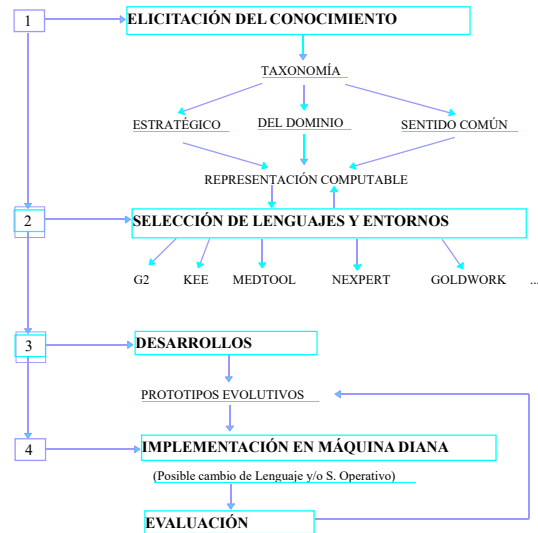 1
ELICITACIÓN DEL CONOCIMIENTO
TAXONOMÍA
ESTRATÉGICO DEL DOMINIO SENTIDO COMÚN
REPRESENTACIÓN COMPUTABLE
2
SELECCIÓN DE LENGUAJES Y ENTORNOS
G2 KEE MEDTOOL NEXPERT GOLDWORK ...
3
DESARROLLOS
PROTOTIPOS EVOLUTIVOS
4
IMPLEMENTACIÓN EN MÁQUINA DIANA
(Posible cambio de Lenguaje y/o S. Operativo)
EVALUACIÓN